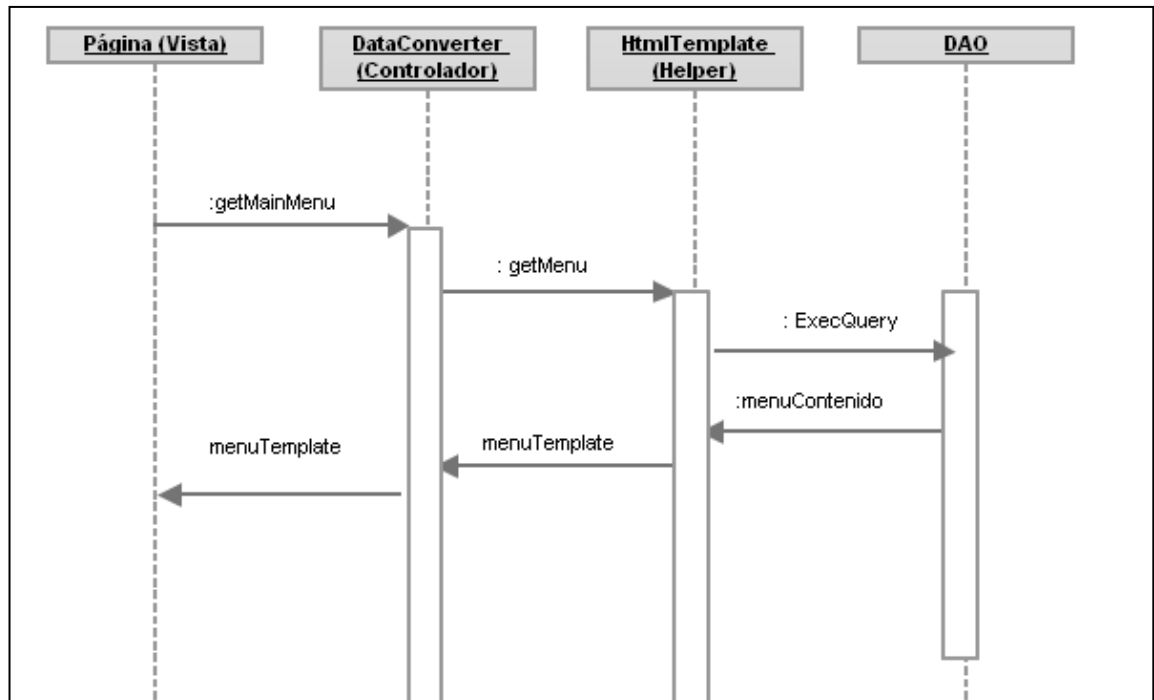 Página (Vista)
DataConverter
(Controlador)
HtmlTemplate
(Helper)
DAO
:getMainMenu
: getMenu
: ExecQuery
:menuContenido
menuTemplate
menuTemplate